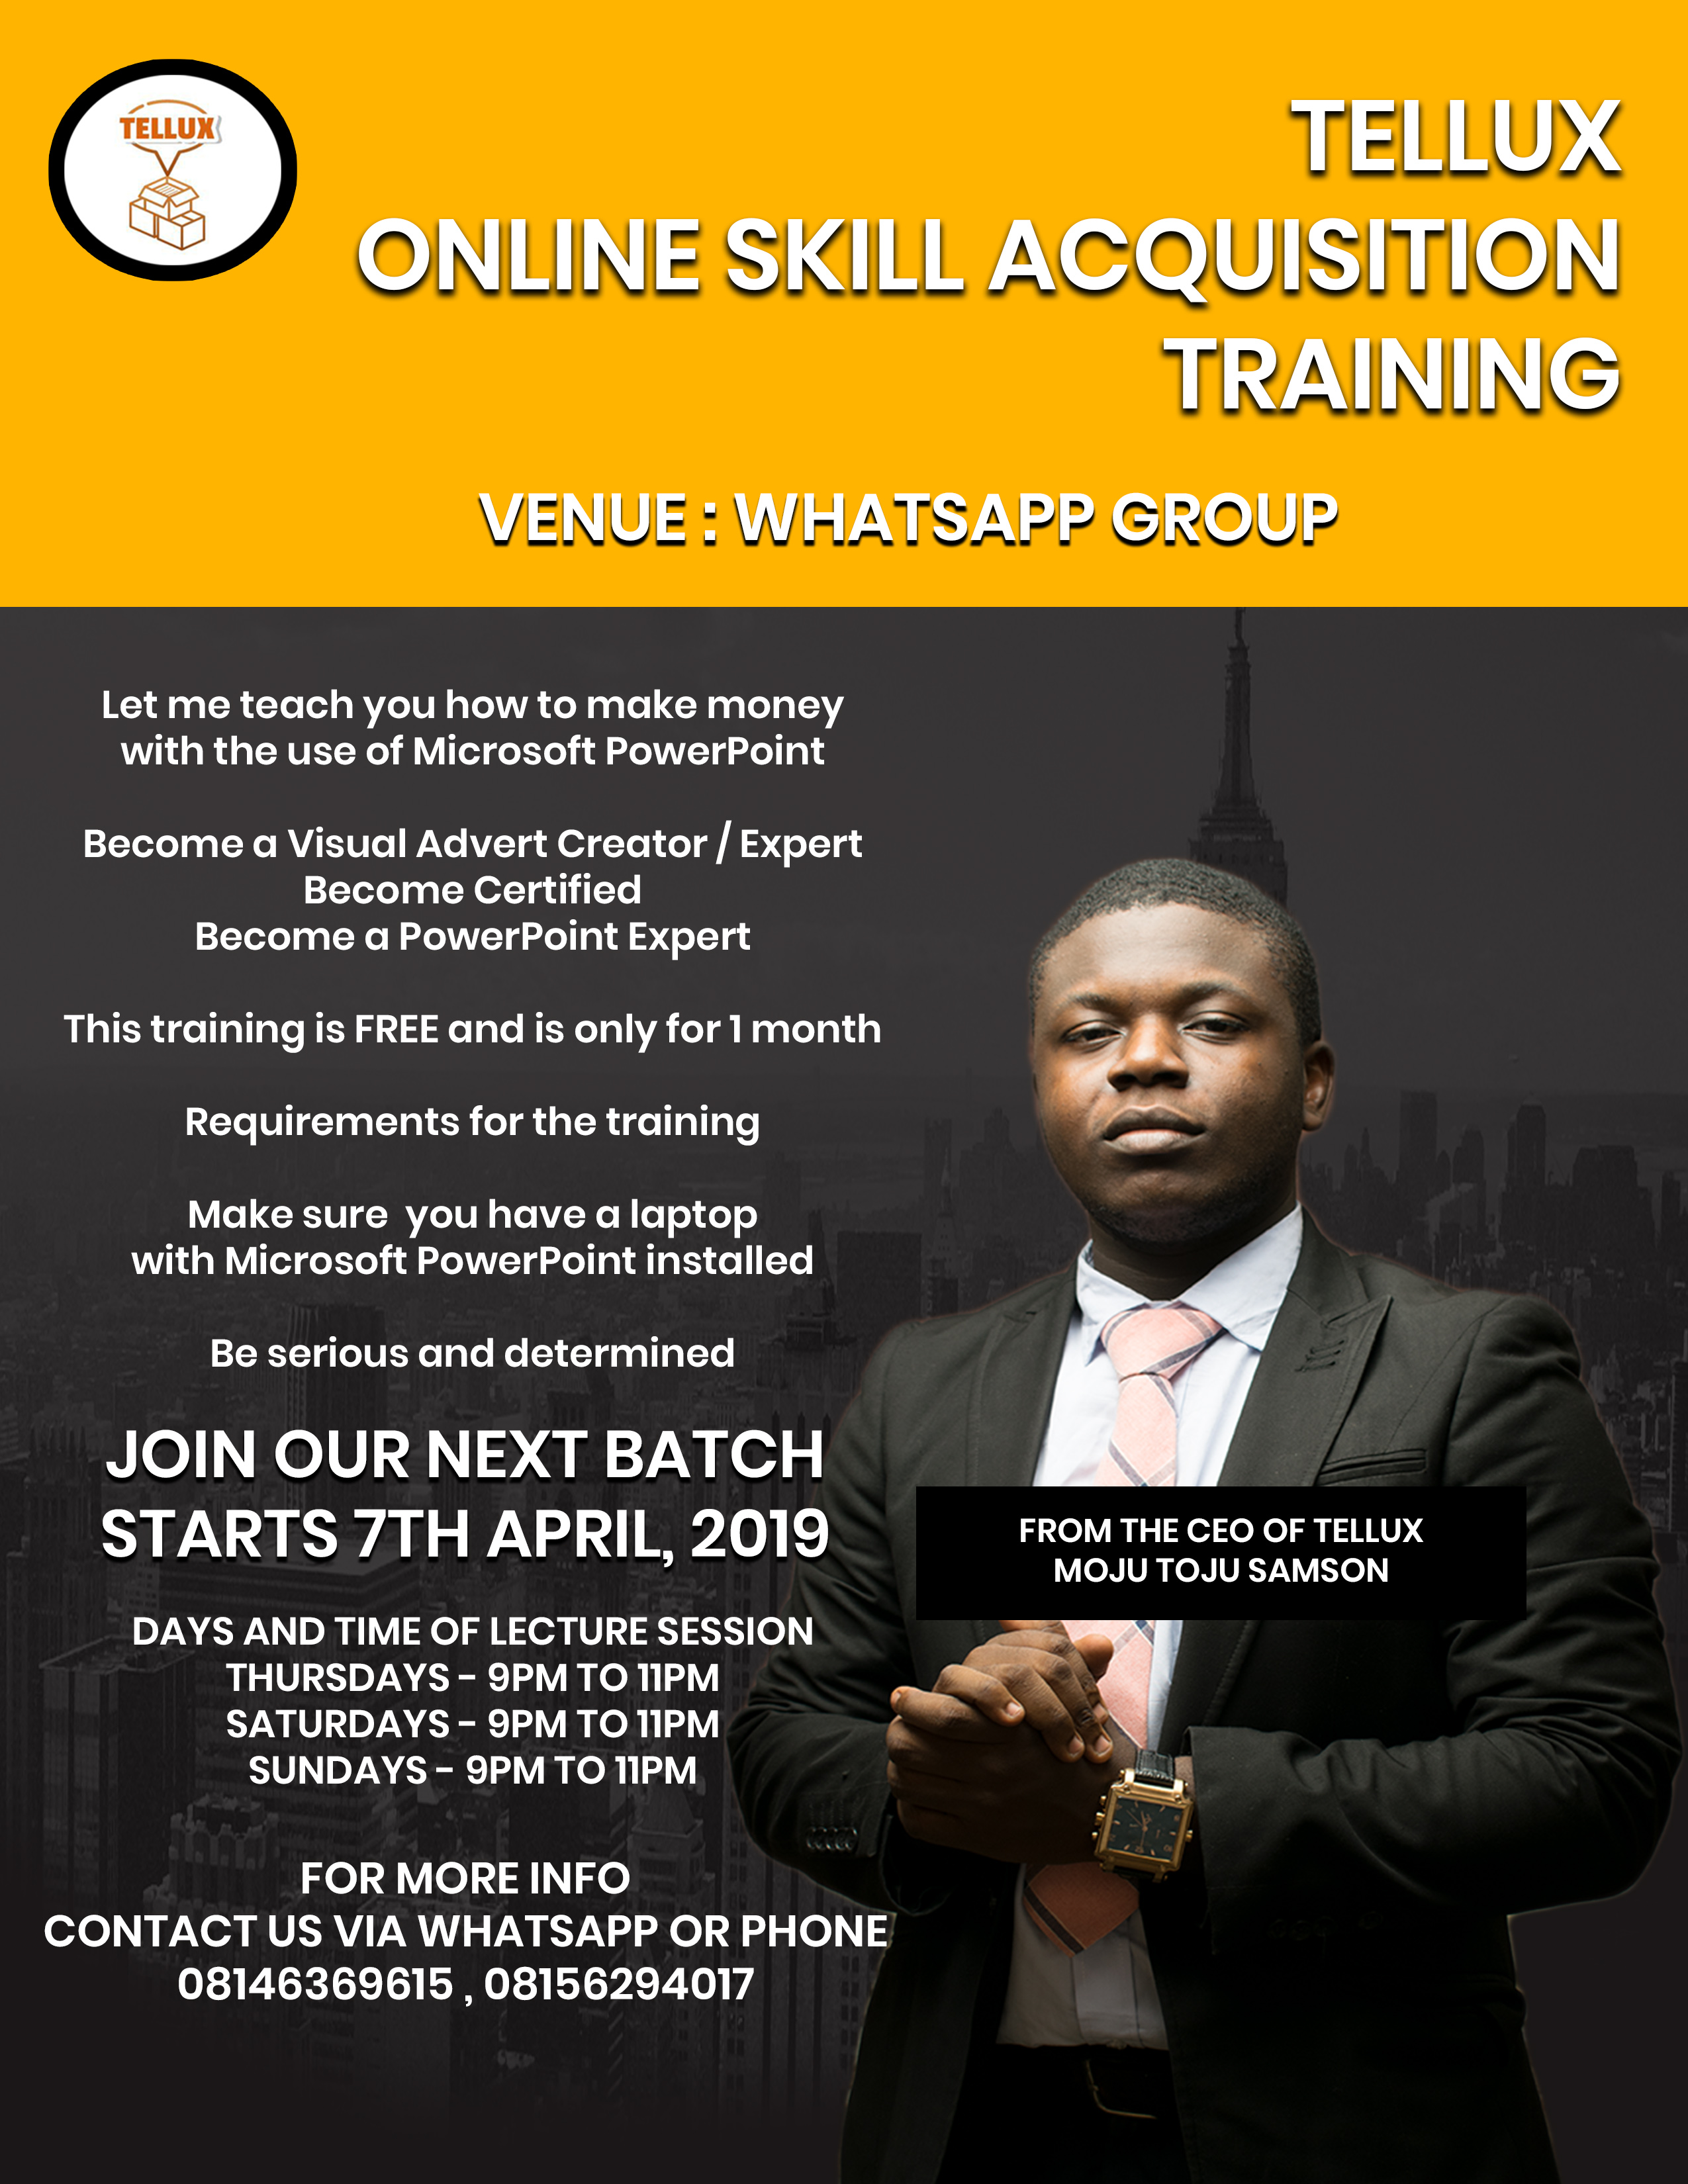 TELLUX
TELLUX
ONLINE SKILL ACQUISITION
TRAINING
VENUE : WHATSAPP GROUP
Let me teach you how to make money
with the use of Microsoft PowerPoint
Become a Visual Advert Creator / Expert
Become Certified
Become a PowerPoint Expert
This training is FREE and is only for 1 month
Requirements for the training
Make sure you have a laptop
with Microsoft PowerPoint installed
Be serious and determined
JOIN OUR NEXT BATCH
STARTS 7TH APRIL, 2019
FROM THE CEO OF TELLUX
MOJU TOJU SAMSON
DAYS AND TIME OF LECTURE SESSION
THURSDAYS - 9PM TO 11PM
SATURDAYS - 9PM TO 11PM
SUNDAYS - 9PM TO 11PM
FOR MORE INFO
CONTACT US VIA WHATSAPP OR PHONE
08146369615 , 08156294017